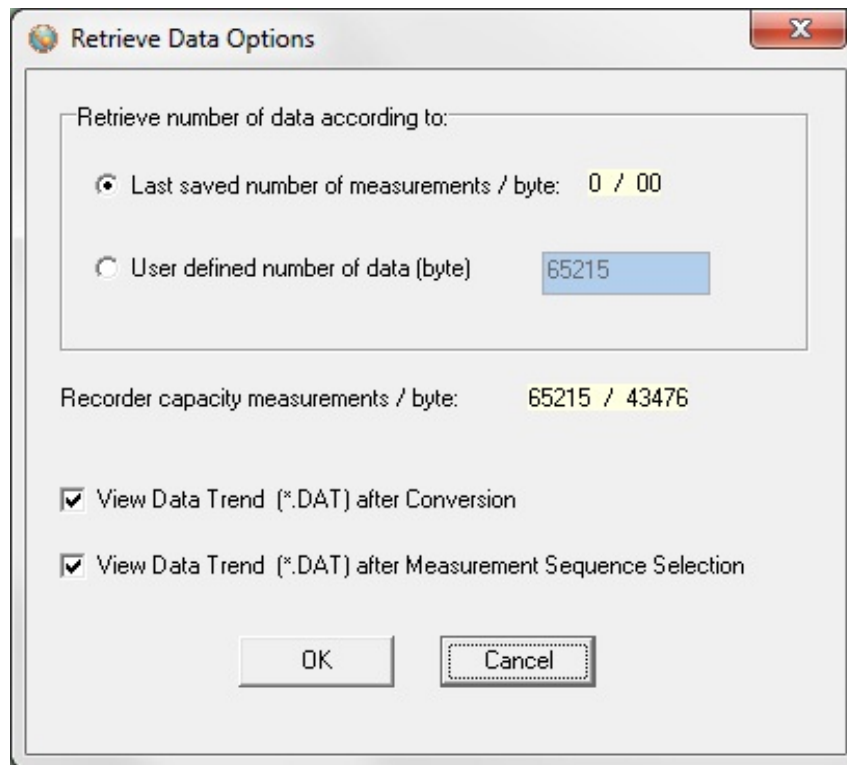 Retrieve Data Options
Retrieve number of data according to:
Last saved number of measurements / byte: 0 / 00
User defined number of data (byte) 65215
Recorder capacity measurements / byte: 65215 / 43476
View Data Trend (*.DAT) after Conversion
View Data Trend (*.DAT) after Measurement Sequence Selection
OK Cancel